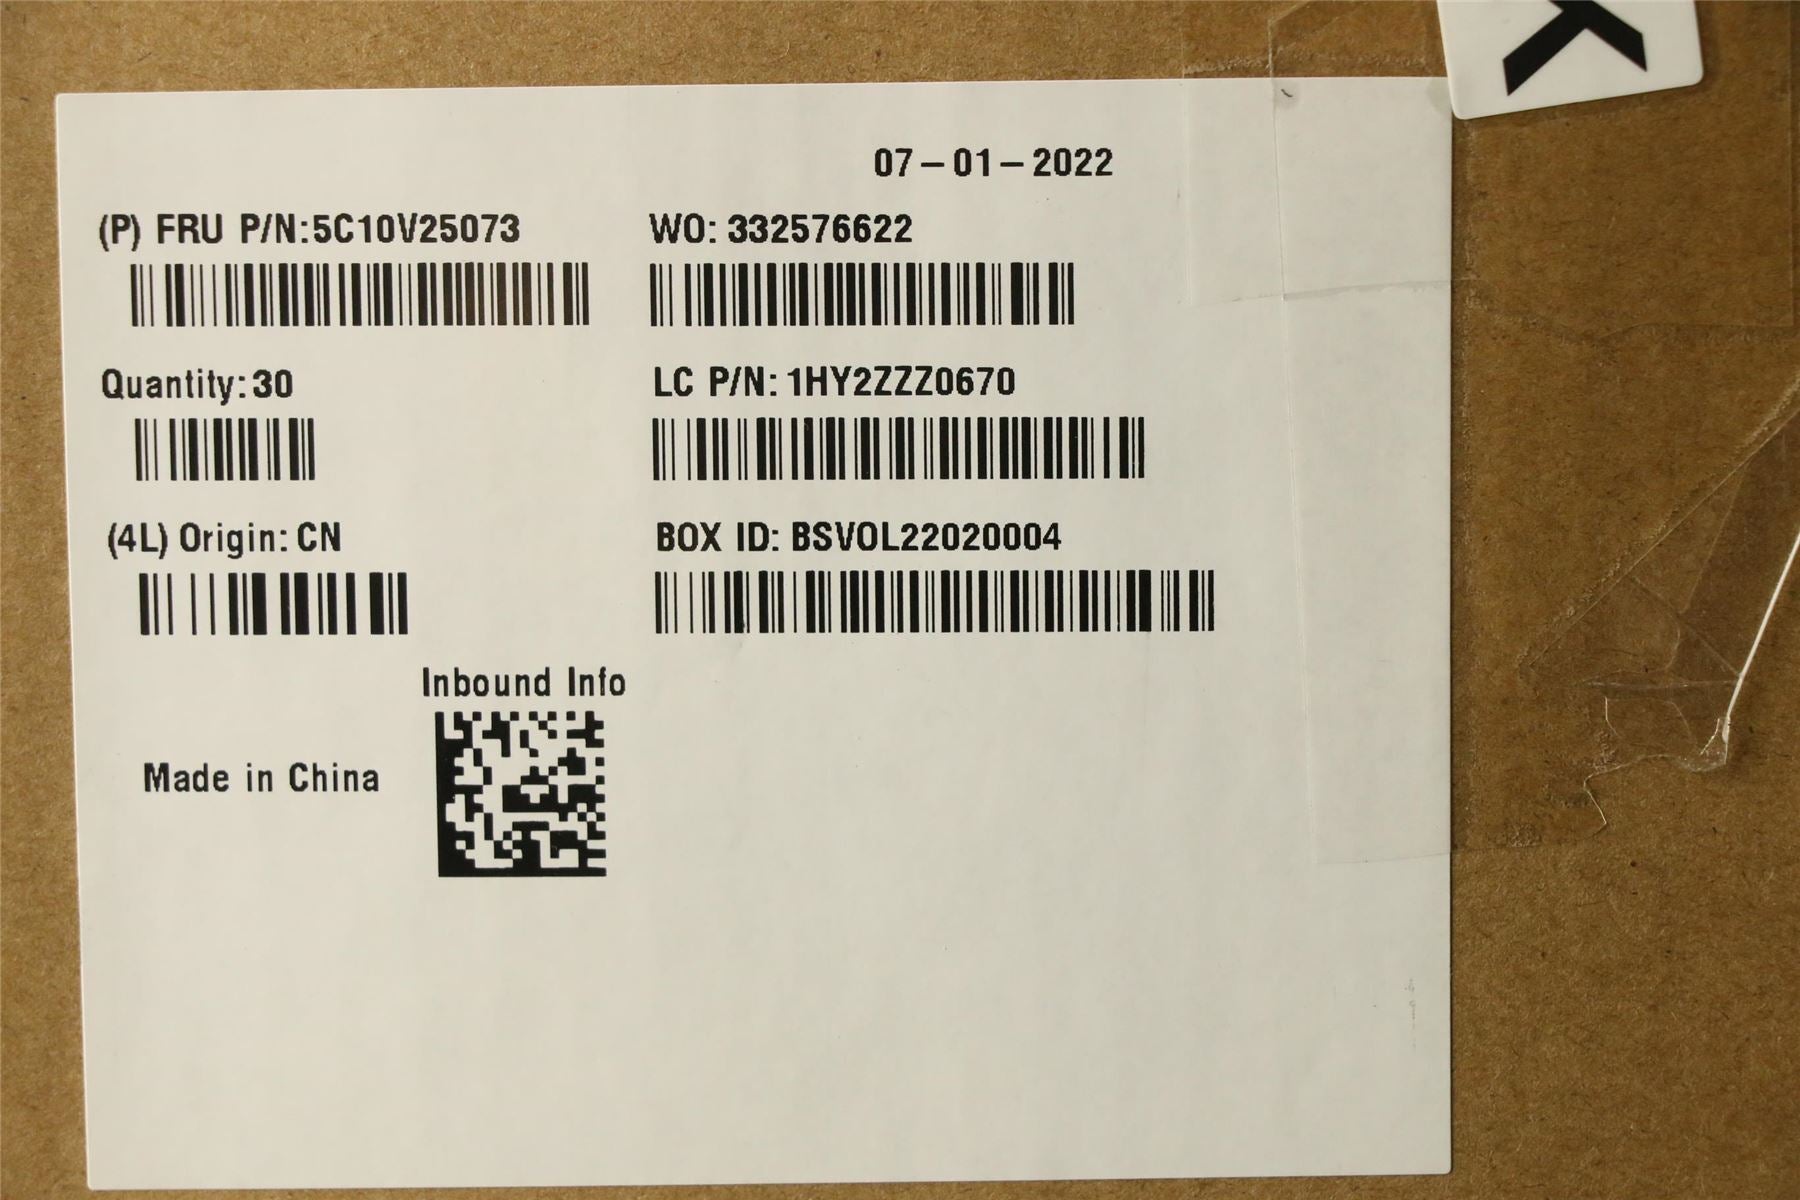 07-01-2022
(P) FRU P/N:5C10V25073 WO: 332576622
Quantity:30 LC P/N: 1HY2ZZZ0670
(4L) Origin: CN BOX ID: BSVOL22020004
Inbound Info
Made in China